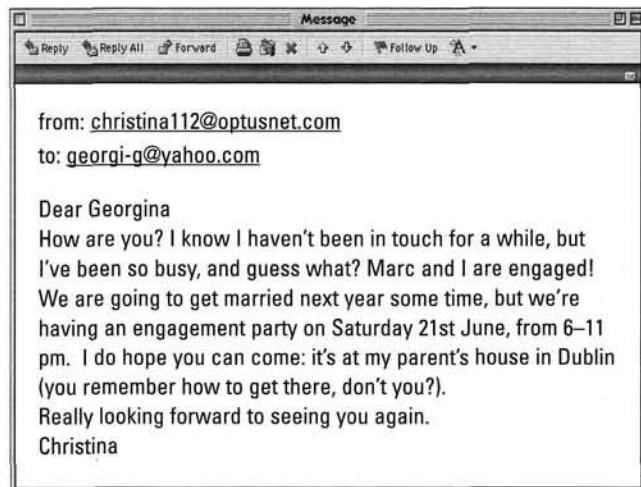 Message
Reply Reply All Forward Follow Up A
from: christina112@optusnet.com
to: georgi-g@yahoo.com
Dear Georgina
How are you? I know I haven't been in touch for a while, but
I've been so busy, and guess what? Marc and I are engaged!
We are going to get married next year some time, but we're
having an engagement party on Saturday 21st June, from 6–11
pm. I do hope you can come: it's at my parent's house in Dublin
(you remember how to get there, don't you?).
Really looking forward to seeing you again.
Christina